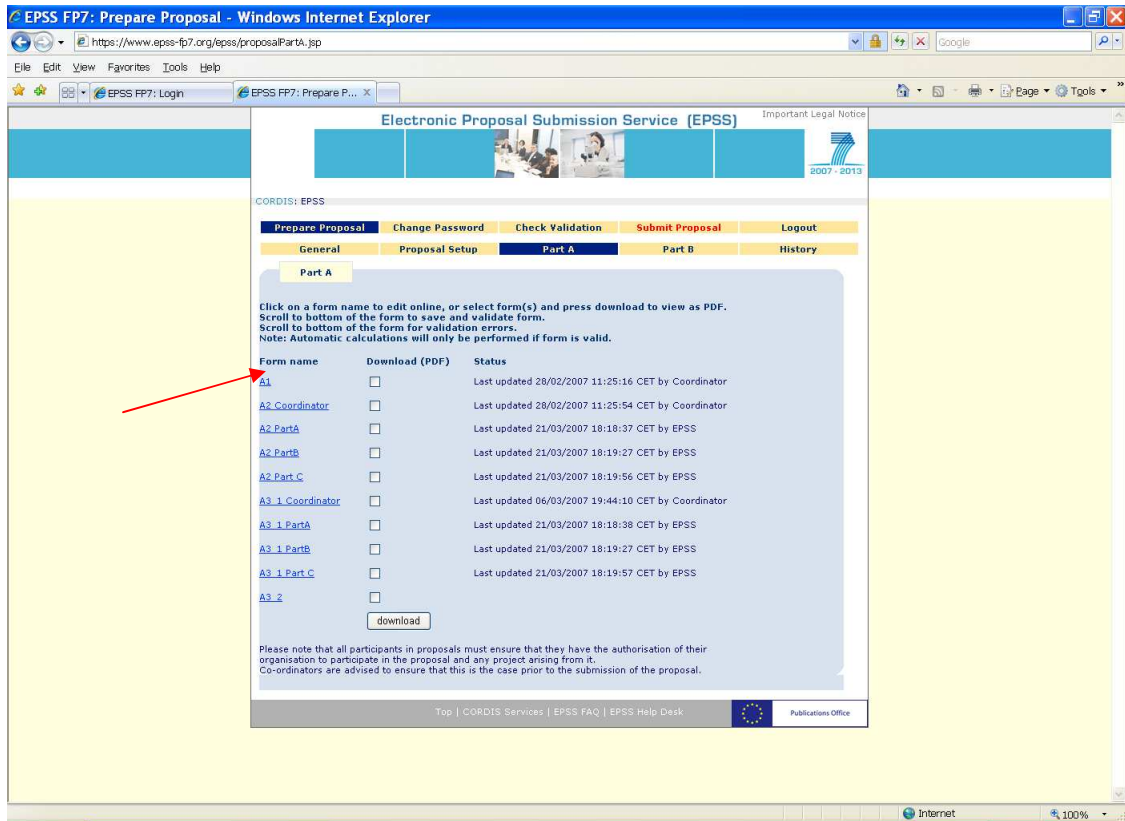 EPSS FP7: Prepare Proposal - Windows Internet Explorer
https://www.epss-fp7.org/epss/proposalPartA.jsp
Google
File Edit View Favorites Tools Help
EPSS FP7: Login EPSS FP7: Prepare P... X
Page Tools
Electronic Proposal Submission Service (EPSS)
Important Legal Notice
2007 - 2013
CORDIS: EPSS
Prepare Proposal Change Password Check Validation Submit Proposal Logout
General Proposal Setup Part A Part B History
Part A
Click on a form name to edit online, or select form(s) and press download to view as PDF.
Scroll to bottom of the form to save and validate form.
Scroll to bottom of the form for validation errors.
Note: Automatic calculations will only be performed if form is valid.
Form name Download (PDF) Status
A1 Last updated 28/02/2007 11:25:16 CET by Coordinator
A2 Coordinator Last updated 28/02/2007 11:25:54 CET by Coordinator
A2 PartA Last updated 21/03/2007 18:18:37 CET by EPSS
A2 PartB Last updated 21/03/2007 18:19:27 CET by EPSS
A2 Part C Last updated 21/03/2007 18:19:56 CET by EPSS
A3 1 Coordinator Last updated 06/03/2007 19:44:10 CET by Coordinator
A3 1 PartA Last updated 21/03/2007 18:18:38 CET by EPSS
A3 1 PartB Last updated 21/03/2007 18:19:27 CET by EPSS
A3 1 Part C Last updated 21/03/2007 18:19:57 CET by EPSS
A3 2
download
Please note that all participants in proposals must ensure that they have the authorisation of their
organisation to participate in the proposal and any project arising from it.
Co-ordinators are advised to ensure that this is the case prior to the submission of the proposal.
Top | CORDIS Services | EPSS FAQ | EPSS Help Desk
Publications Office
Internet 100%